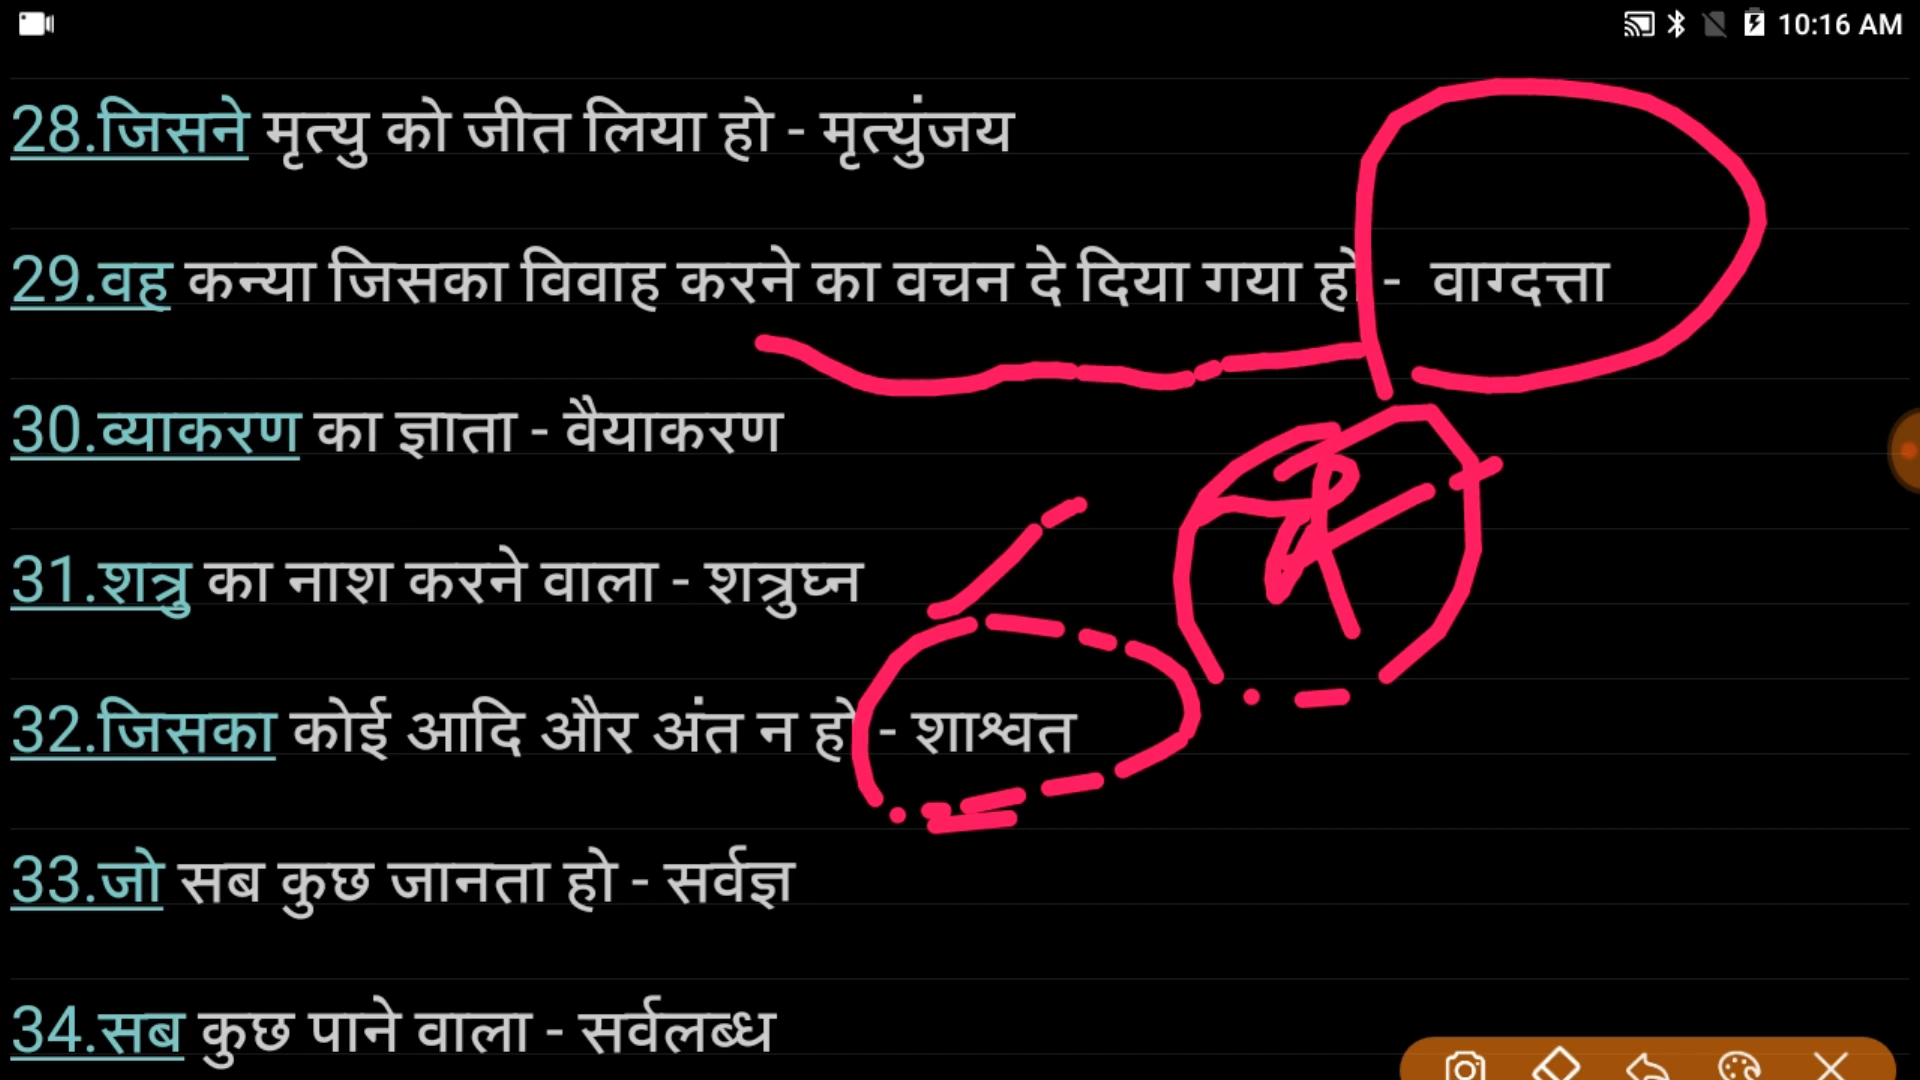 10:16 AM
28.जिसने मृत्यु को जीत लिया हो - मृत्युंजय
29.वह कन्या जिसका विवाह करने का वचन दे दिया गया हो - वाग्दत्ता
30.व्याकरण का ज्ञाता - वैयाकरण
31.शत्रु का नाश करने वाला - शत्रुघ्न
32.जिसका कोई आदि और अंत न हो - शाश्वत
33.जो सब कुछ जानता हो - सर्वज्ञ
34.सब कुछ पाने वाला - सर्वलब्ध